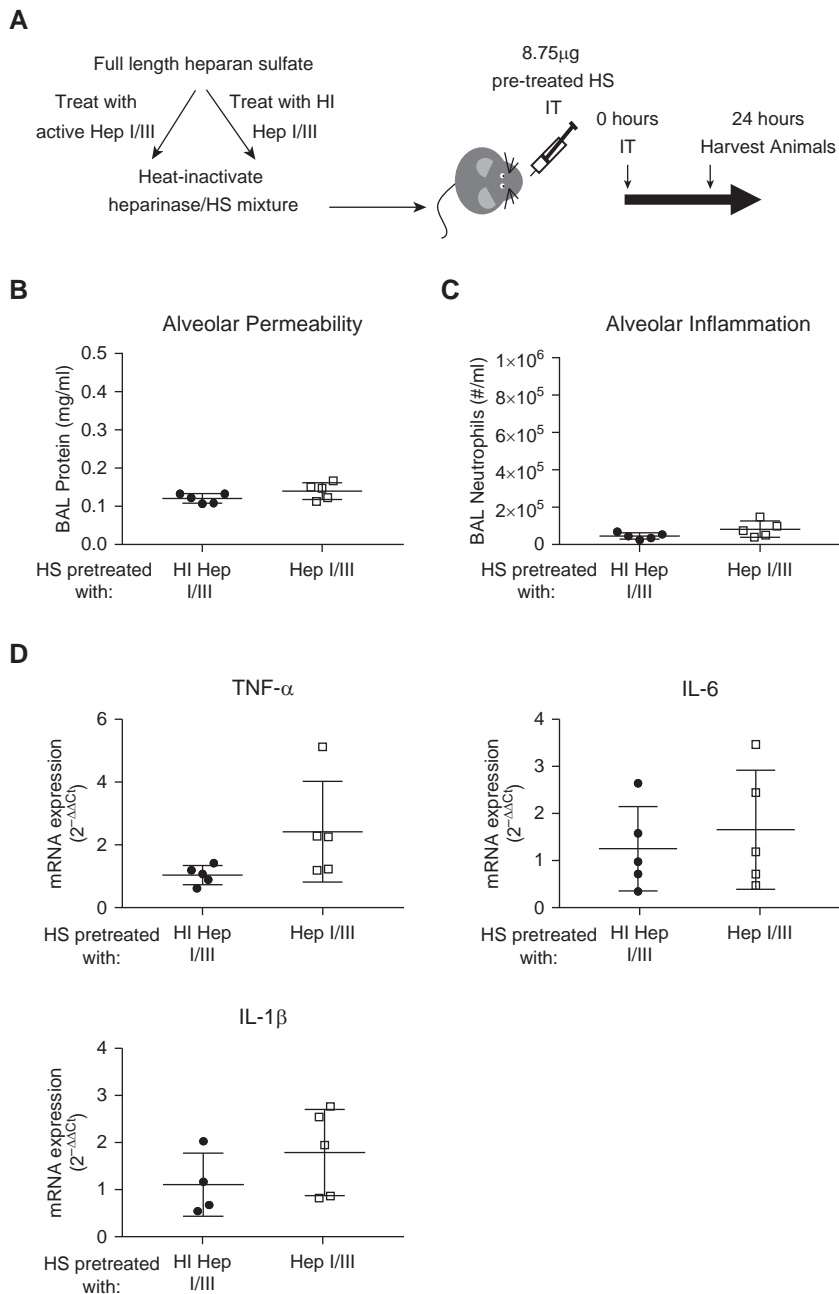 A
Full length heparan sulfate
Treat with
active Hep I/III
Treat with HI
Hep I/III
Heat-inactivate
heparinase/HS mixture
8.75µg
pre-treated HS
IT
0 hours
IT
24 hours
Harvest Animals
B
Alveolar Permeability
BAL Protein (mg/ml)
0.5
0.4
0.3
0.2
0.1
0.0
HS pretreated
with:
HI Hep
I/III
Hep I/III
C
Alveolar Inflammation
BAL Neutrophils (#/ml)
1×10⁶
8×10⁵
6×10⁵
4×10⁵
2×10⁵
0
HS pretreated
with:
HI Hep
I/III
Hep I/III
D
TNF-α
mRNA expression
(2⁻ΔΔCt)
6
4
2
0
HS pretreated
with:
HI Hep
I/III
Hep I/III
IL-6
mRNA expression
(2⁻ΔΔCt)
4
3
2
1
0
HS pretreated
with:
HI Hep
I/III
Hep I/III
IL-1β
mRNA expression
(2⁻ΔΔCt)
4
3
2
1
0
HS pretreated
with:
HI Hep
I/III
Hep I/III